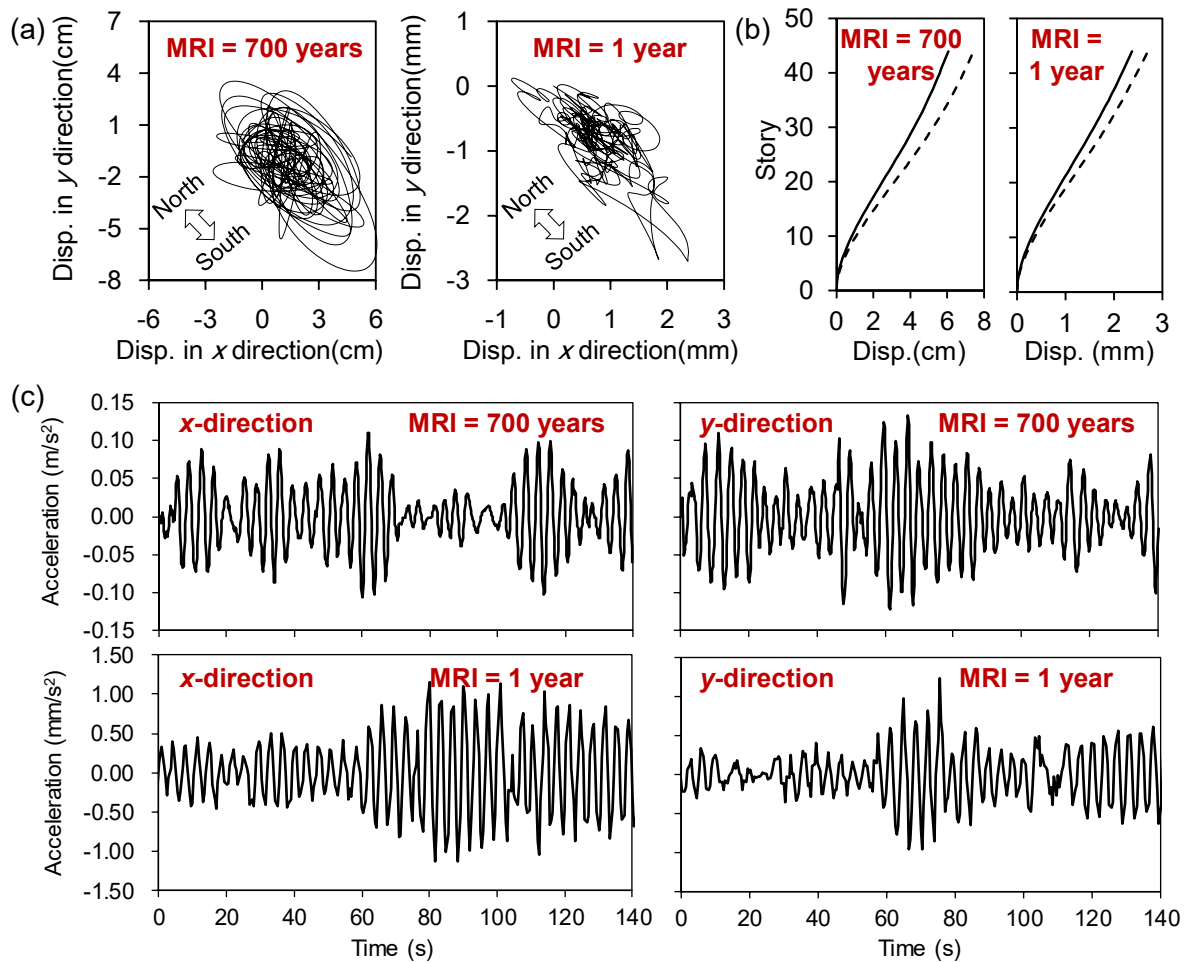 (a)
MRI = 700 years
Disp. in y direction(cm)
7
4
1
-2
-5
-8
North
South
-6
-3
0
3
6
Disp. in x direction(cm)
MRI = 1 year
Disp. in y direction(mm)
1
0
-1
-2
-3
North
South
-1
0
1
2
3
Disp. in x direction(mm)
(b)
MRI = 700
years
Story
50
40
30
20
10
0
0
2
4
6
8
Disp.(cm)
MRI =
1 year
0
1
2
3
Disp. (mm)
(c)
x-direction
MRI = 700 years
Acceleration (m/s²)
0.15
0.10
0.05
0.00
-0.05
-0.10
-0.15
y-direction
MRI = 700 years
x-direction
MRI = 1 year
Acceleration (mm/s²)
1.50
1.00
0.50
0.00
-0.50
-1.00
-1.50
0
20
40
60
80
100
120
140
Time (s)
y-direction
MRI = 1 year
0
20
40
60
80
100
120
140
Time (s)